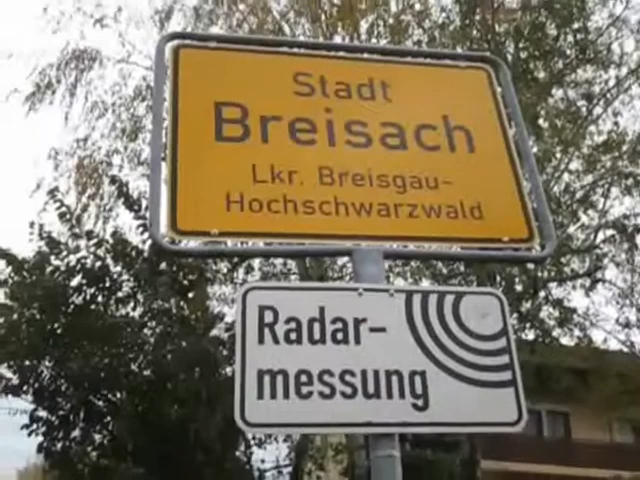 Stadt
Breisach
Lkr. Breisgau-
Hochschwarzwald
Radar-
messung